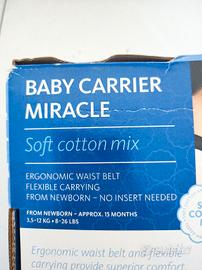 BABY CARRIER
MIRACLE
Soft cotton mix
ERGONOMIC WAIST BELT
FLEXIBLE CARRYING
FROM NEWBORN – NO INSERT NEEDED
FROM NEWBORN – APPROX. 15 MONTHS
3.5–12 KG • 8–26 LBS
Ergonomic waist belt and flexible
carrying provide superior comfort